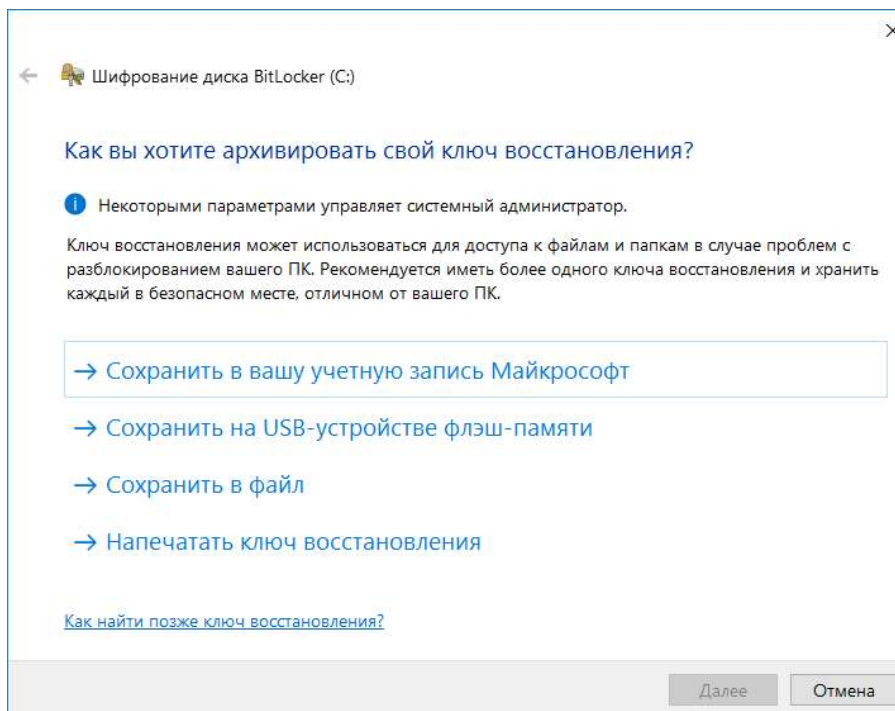 Шифрование диска BitLocker (C:)
Как вы хотите архивировать свой ключ восстановления?
Некоторыми параметрами управляет системный администратор.
Ключ восстановления может использоваться для доступа к файлам и папкам в случае проблем с
разблокированием вашего ПК. Рекомендуется иметь более одного ключа восстановления и хранить
каждый в безопасном месте, отличном от вашего ПК.
→ Сохранить в вашу учетную запись Майкрософт
→ Сохранить на USB-устройстве флэш-памяти
→ Сохранить в файл
→ Напечатать ключ восстановления
Как найти позже ключ восстановления?
Далее Отмена